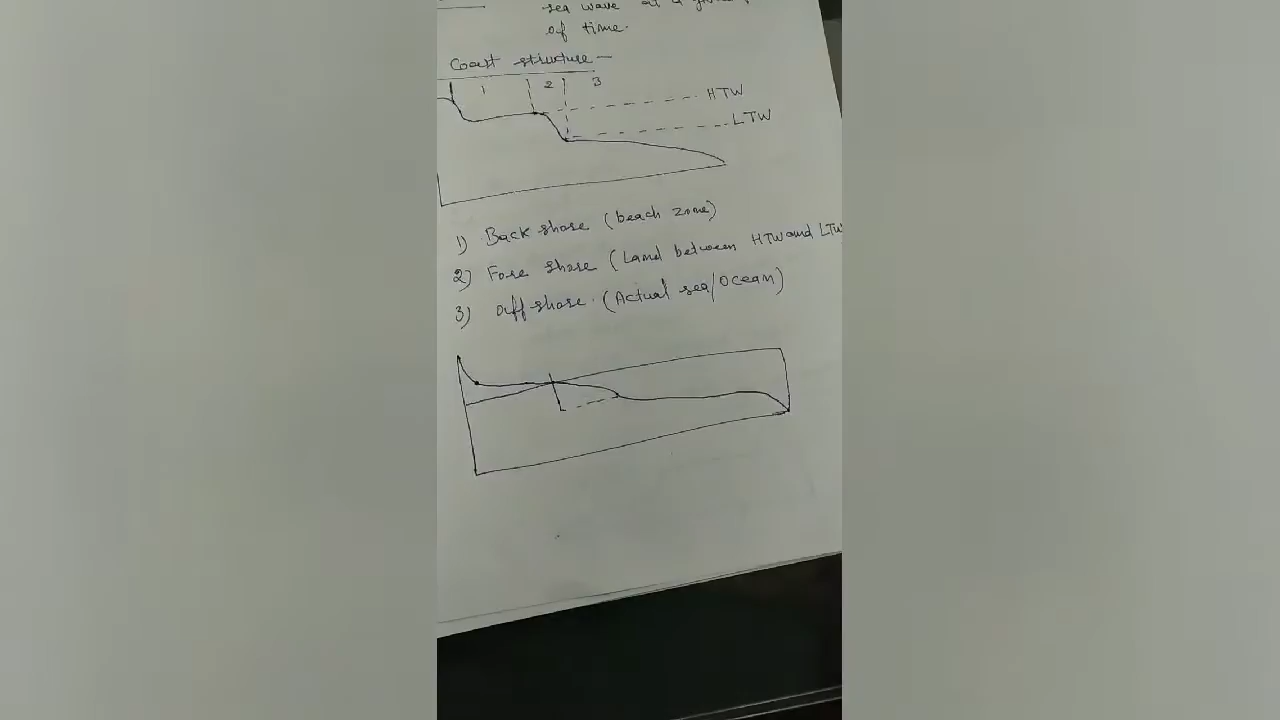 sea wave at a
of time.
Coast structure -
1 2 3
HTW
LTW
1) Back shore (beach zone)
2) Fore shore (Land between HTW and LTW
3) Off shore. (Actual sea/Ocean)